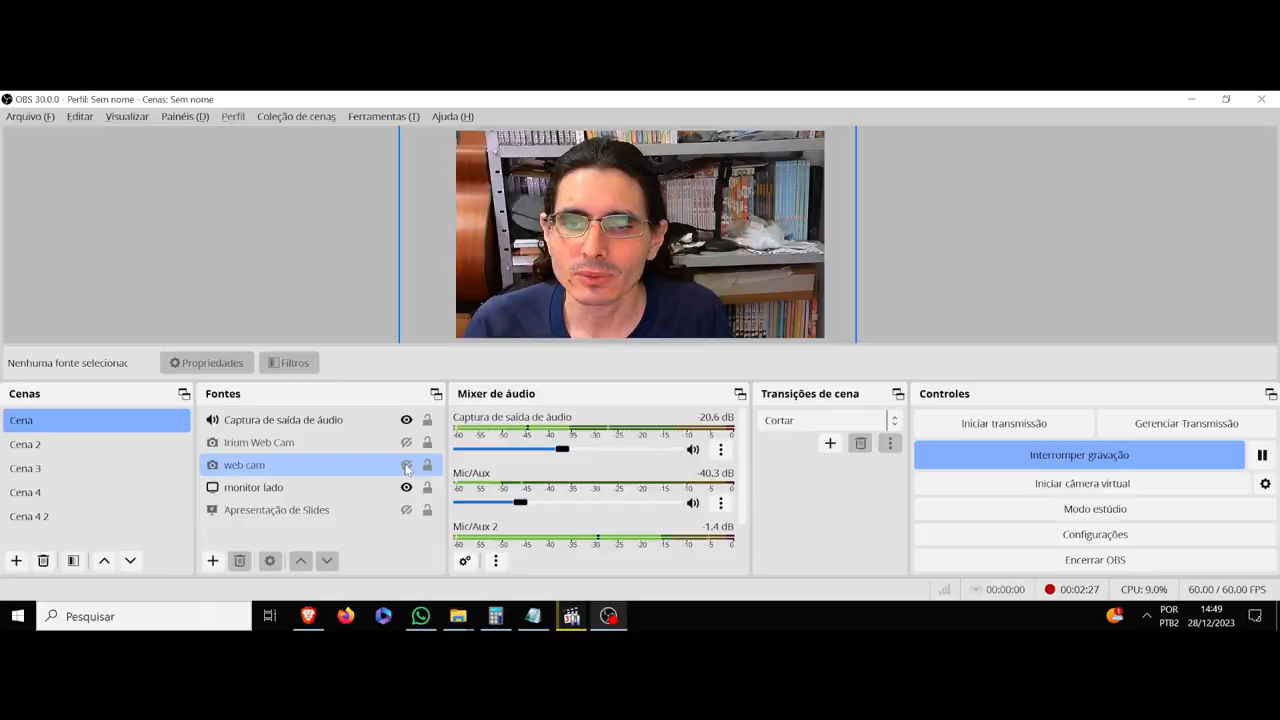 OBS 30.0.0 - Perfil: Sem nome - Cenas: Sem nome
Arquivo (F) Editar Visualizar Painéis (D) Perfil Coleção de cenas Ferramentas (T) Ajuda (H)
Nenhuma fonte selecionac Propriedades Filtros
Cenas
Cena
Cena 2
Cena 3
Cena 4
Cena 4 2
Fontes
Captura de saída de áudio
Irium Web Cam
web cam
monitor lado
Apresentação de Slides
Mixer de áudio
Captura de saída de áudio -20.6 dB
-60 -55 -50 -45 -40 -35 -30 -25 -20 -15 -10 -5 0
Mic/Aux -40.3 dB
-60 -55 -50 -45 -40 -35 -30 -25 -20 -15 -10 -5 0
Mic/Aux 2 -1.4 dB
-60 -55 -50 -45 -40 -35 -30 -25 -20 -15 -10 -5 0
Transições de cena
Cortar
Controles
Iniciar transmissão Gerenciar Transmissão
Interromper gravação
Iniciar câmera virtual
Modo estúdio
Configurações
Encerrar OBS
00:00:00 00:02:27 CPU: 9.0% 60.00 / 60.00 FPS
Pesquisar
POR
PTB2
14:49
28/12/2023